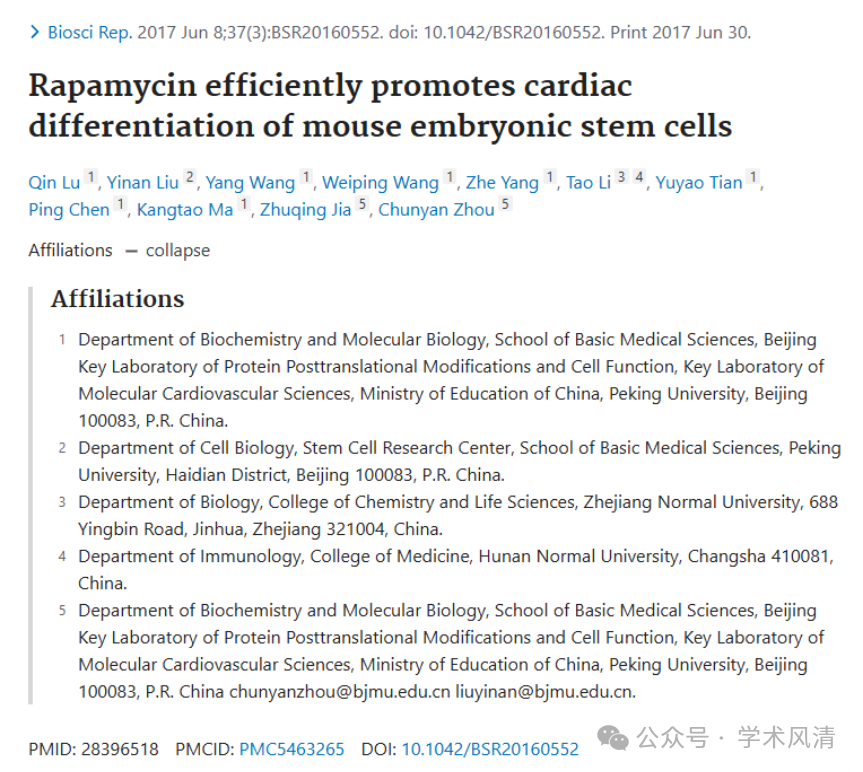 Biosci Rep. 2017 Jun 8;37(3):BSR20160552. doi: 10.1042/BSR20160552. Print 2017 Jun 30.
Rapamycin efficiently promotes cardiac
differentiation of mouse embryonic stem cells
Qin Lu 1, Yinan Liu 2, Yang Wang 1, Weiping Wang 1, Zhe Yang 1, Tao Li 3 4, Yuyao Tian 1,
Ping Chen 1, Kangtao Ma 1, Zhuqing Jia 5, Chunyan Zhou 5
Affiliations — collapse
Affiliations
1 Department of Biochemistry and Molecular Biology, School of Basic Medical Sciences, Beijing
Key Laboratory of Protein Posttranslational Modifications and Cell Function, Key Laboratory of
Molecular Cardiovascular Sciences, Ministry of Education of China, Peking University, Beijing
100083, P.R. China.
2 Department of Cell Biology, Stem Cell Research Center, School of Basic Medical Sciences, Peking
University, Haidian District, Beijing 100083, P.R. China.
3 Department of Biology, College of Chemistry and Life Sciences, Zhejiang Normal University, 688
Yingbin Road, Jinhua, Zhejiang 321004, China.
4 Department of Immunology, College of Medicine, Hunan Normal University, Changsha 410081,
China.
5 Department of Biochemistry and Molecular Biology, School of Basic Medical Sciences, Beijing
Key Laboratory of Protein Posttranslational Modifications and Cell Function, Key Laboratory of
Molecular Cardiovascular Sciences, Ministry of Education of China, Peking University, Beijing
100083, P.R. China chunyanzhou@bjmu.edu.cn liuyinan@bjmu.edu.cn.
PMID: 28396518 PMCID: PMC5463265 DOI: 10.1042/BSR20160552
公众号 · 学术风清